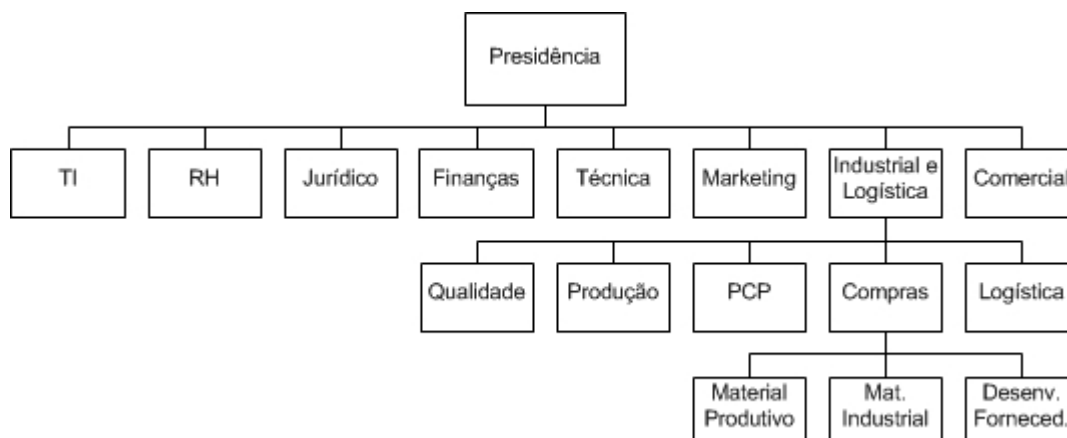 Presidência
TI
RH
Jurídico
Finanças
Técnica
Marketing
Industrial e
Logística
Comercial
Qualidade
Produção
PCP
Compras
Logística
Material
Produtivo
Mat.
Industrial
Desenv.
Forneced.